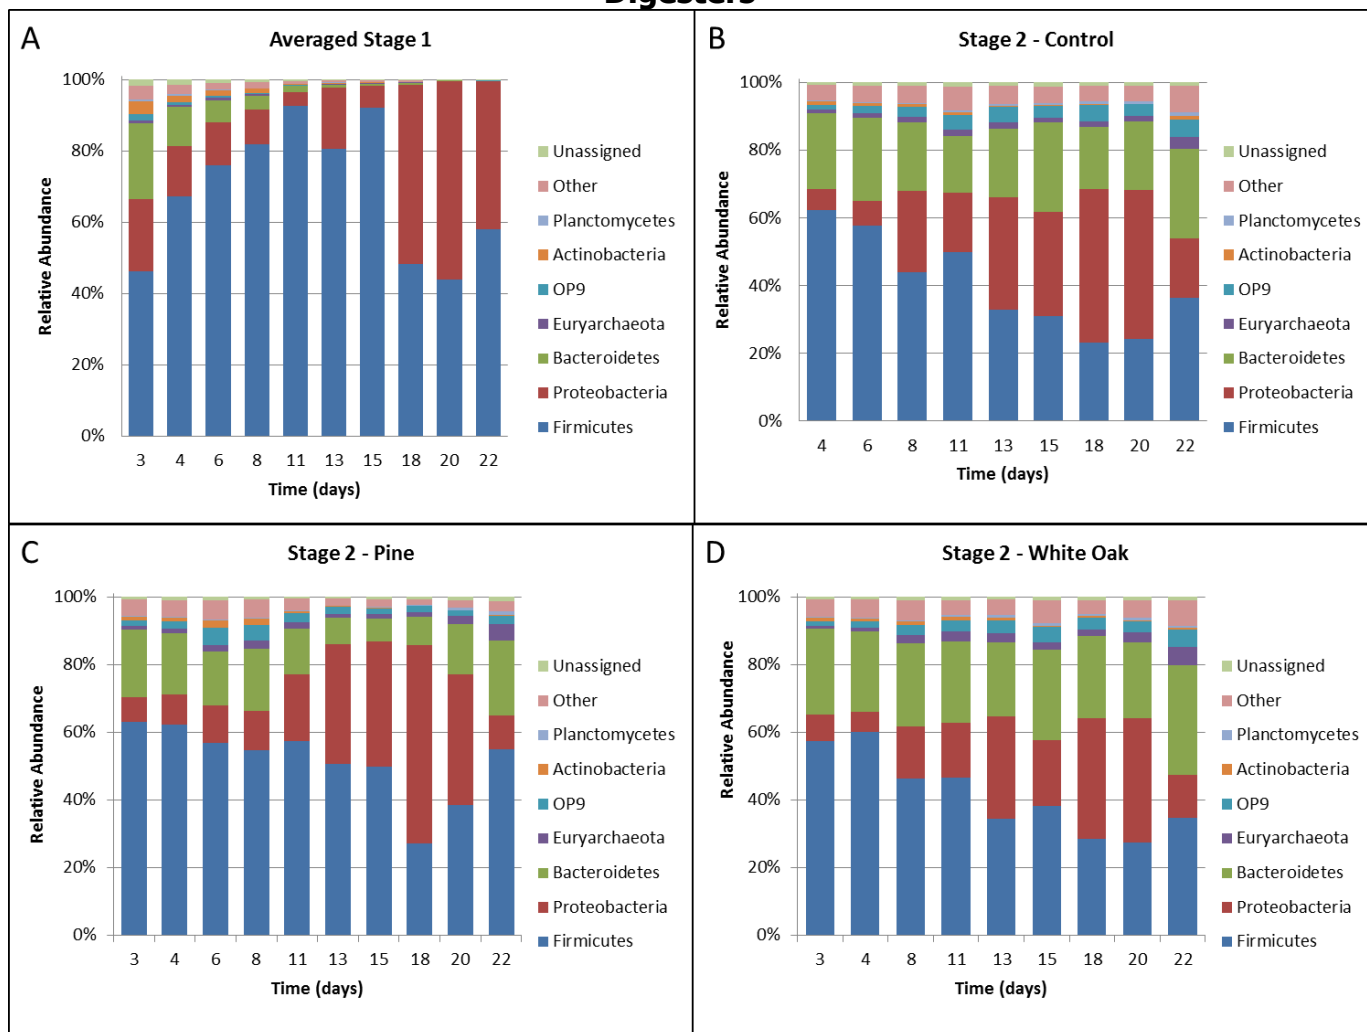 Digesters
A
Averaged Stage 1
Relative Abundance
100%
80%
60%
40%
20%
0%
3 4 6 8 11 13 15 18 20 22
Time (days)
Unassigned
Other
Planctomycetes
Actinobacteria
OP9
Euryarchaeota
Bacteroidetes
Proteobacteria
Firmicutes
B
Stage 2 - Control
Relative Abundance
100%
80%
60%
40%
20%
0%
4 6 8 11 13 15 18 20 22
Time (days)
Unassigned
Other
Planctomycetes
Actinobacteria
OP9
Euryarchaeota
Bacteroidetes
Proteobacteria
Firmicutes
C
Stage 2 - Pine
Relative Abundance
100%
80%
60%
40%
20%
0%
3 4 6 8 11 13 15 18 20 22
Time (days)
Unassigned
Other
Planctomycetes
Actinobacteria
OP9
Euryarchaeota
Bacteroidetes
Proteobacteria
Firmicutes
D
Stage 2 - White Oak
Relative Abundance
100%
80%
60%
40%
20%
0%
3 4 8 11 13 15 18 20 22
Time (days)
Unassigned
Other
Planctomycetes
Actinobacteria
OP9
Euryarchaeota
Bacteroidetes
Proteobacteria
Firmicutes